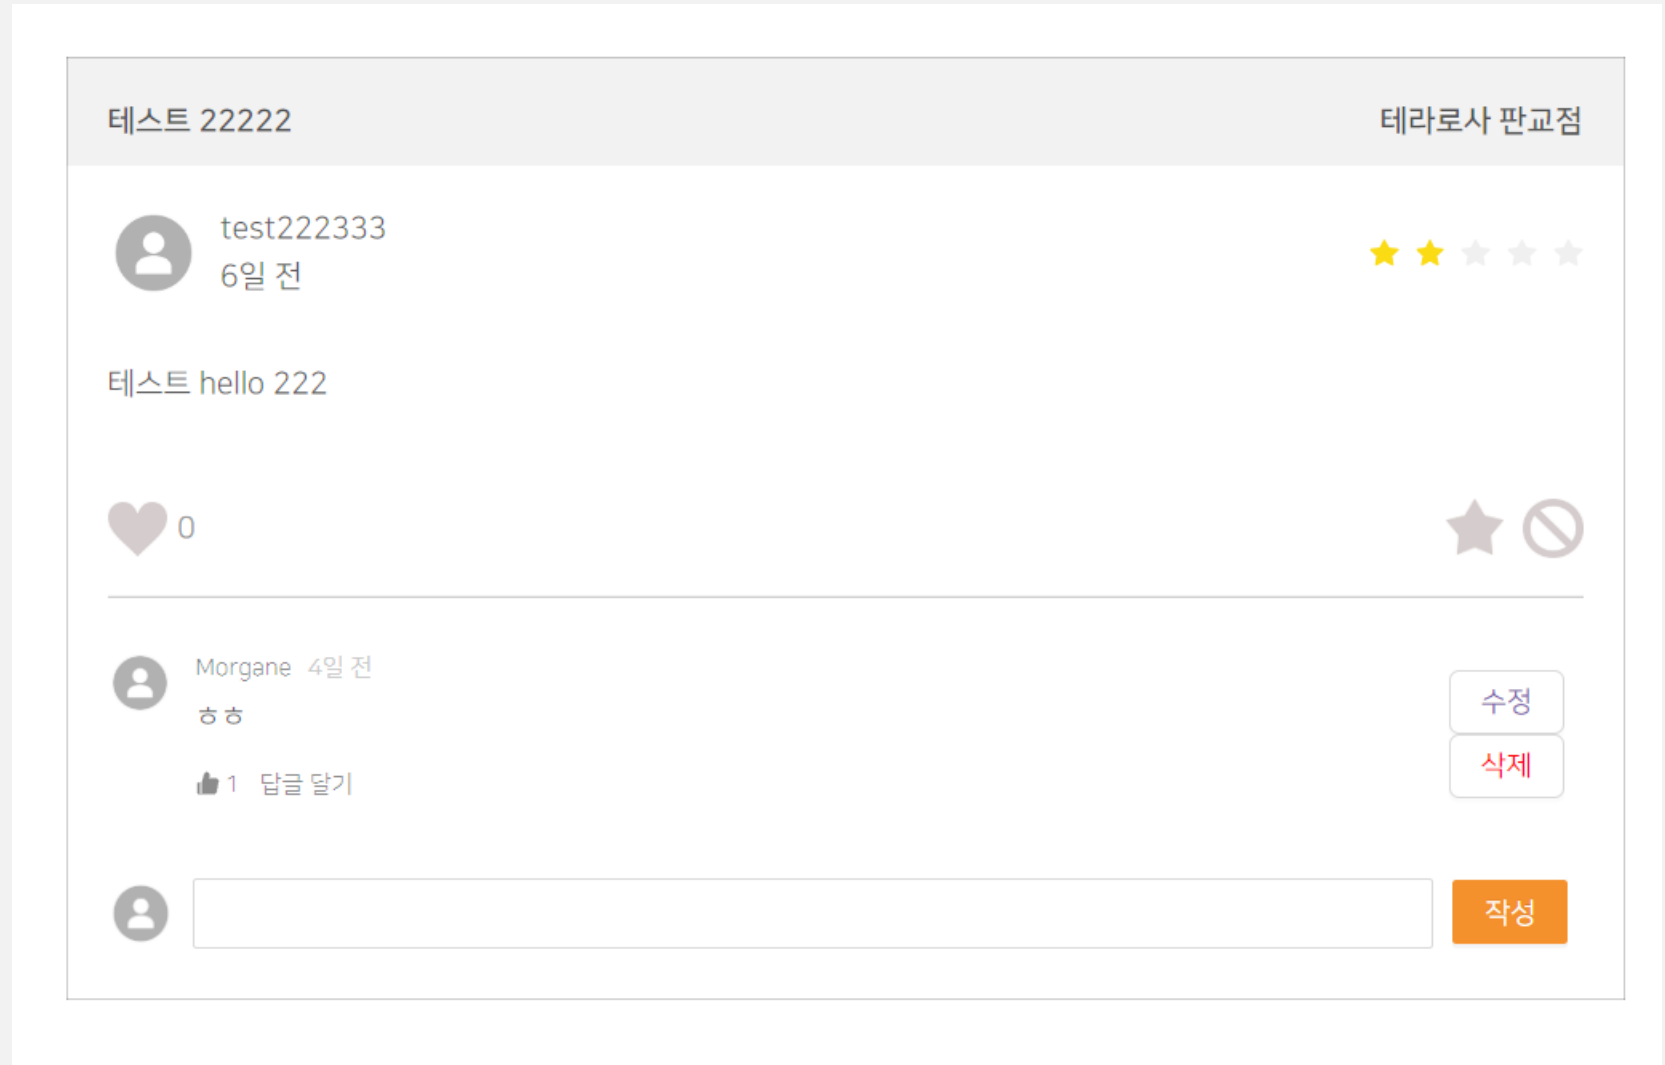 테스트 22222
테라로사 판교점
test222333
6일 전
테스트 hello 222
0
Morgane 4일 전
ㅎㅎ
1 답글 달기
수정
삭제
작성